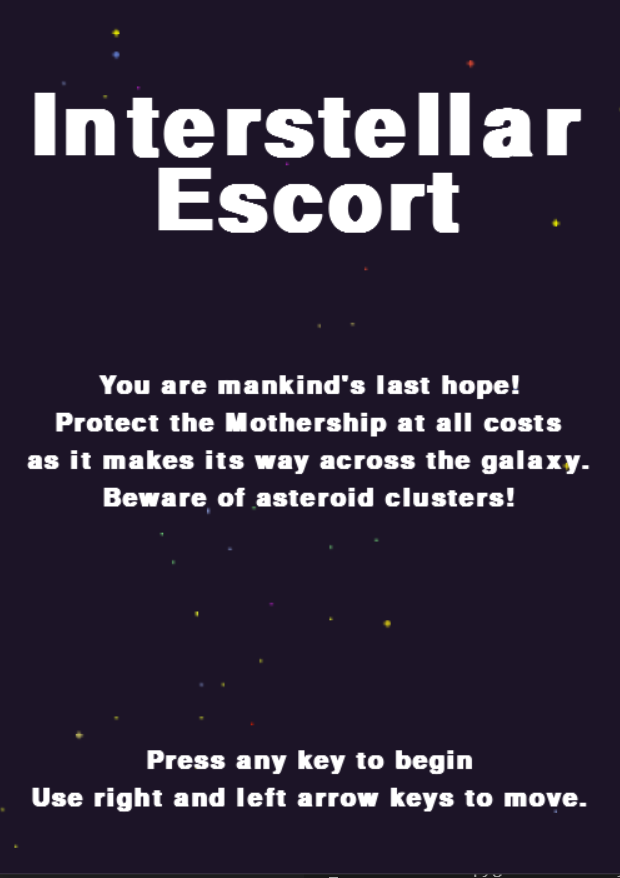 Interstellar
Escort
You are mankind's last hope!
Protect the Mothership at all costs
as it makes its way across the galaxy.
Beware of asteroid clusters!
Press any key to begin
Use right and left arrow keys to move.